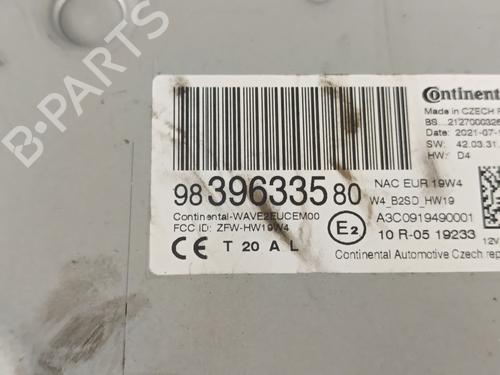 B-PARTS
Continental
Made in CZECH
BS
Date: 2021-07-
SW: 42.03.31.
HW: D4
98 396335 80
NAC EUR 19W4
Continental-WAVE2EUCEM00
W4_B2SD_HW19
FCC ID: ZFW-HW19W4
A3C0919490001
CE T 20 A L
E2
10 R-05 19233
12V
Continental Automotive Czech rep